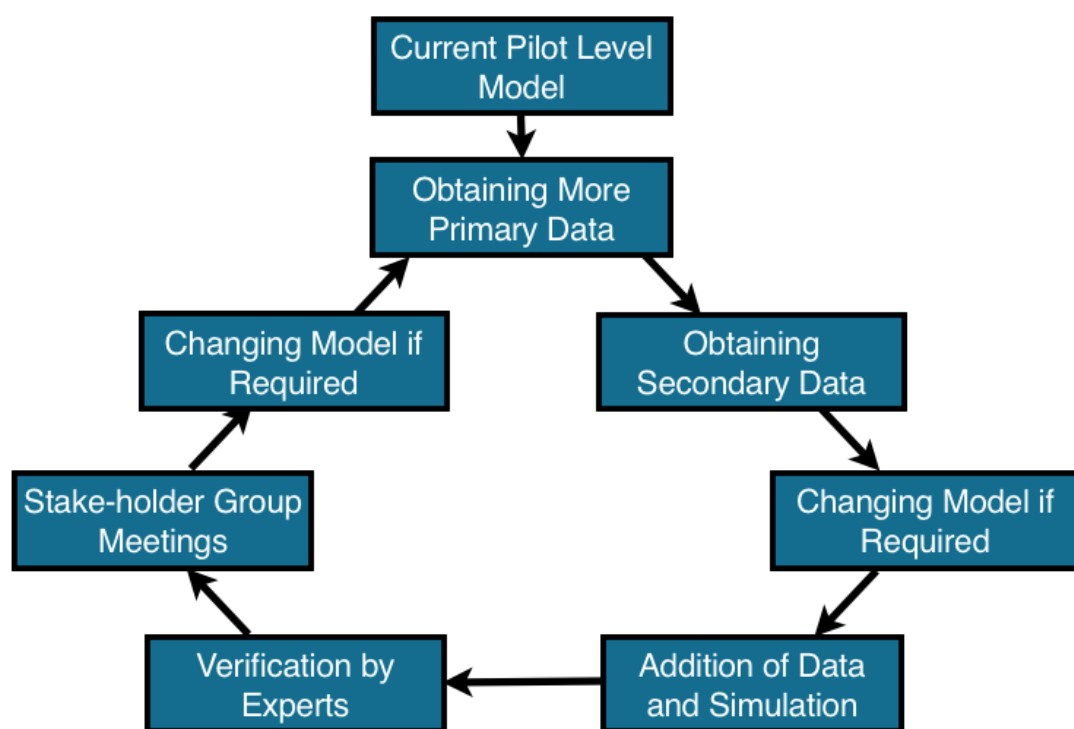 Current Pilot Level
Model
Obtaining More
Primary Data
Obtaining
Secondary Data
Changing Model if
Required
Addition of Data
and Simulation
Verification by
Experts
Stake-holder Group
Meetings
Changing Model if
Required